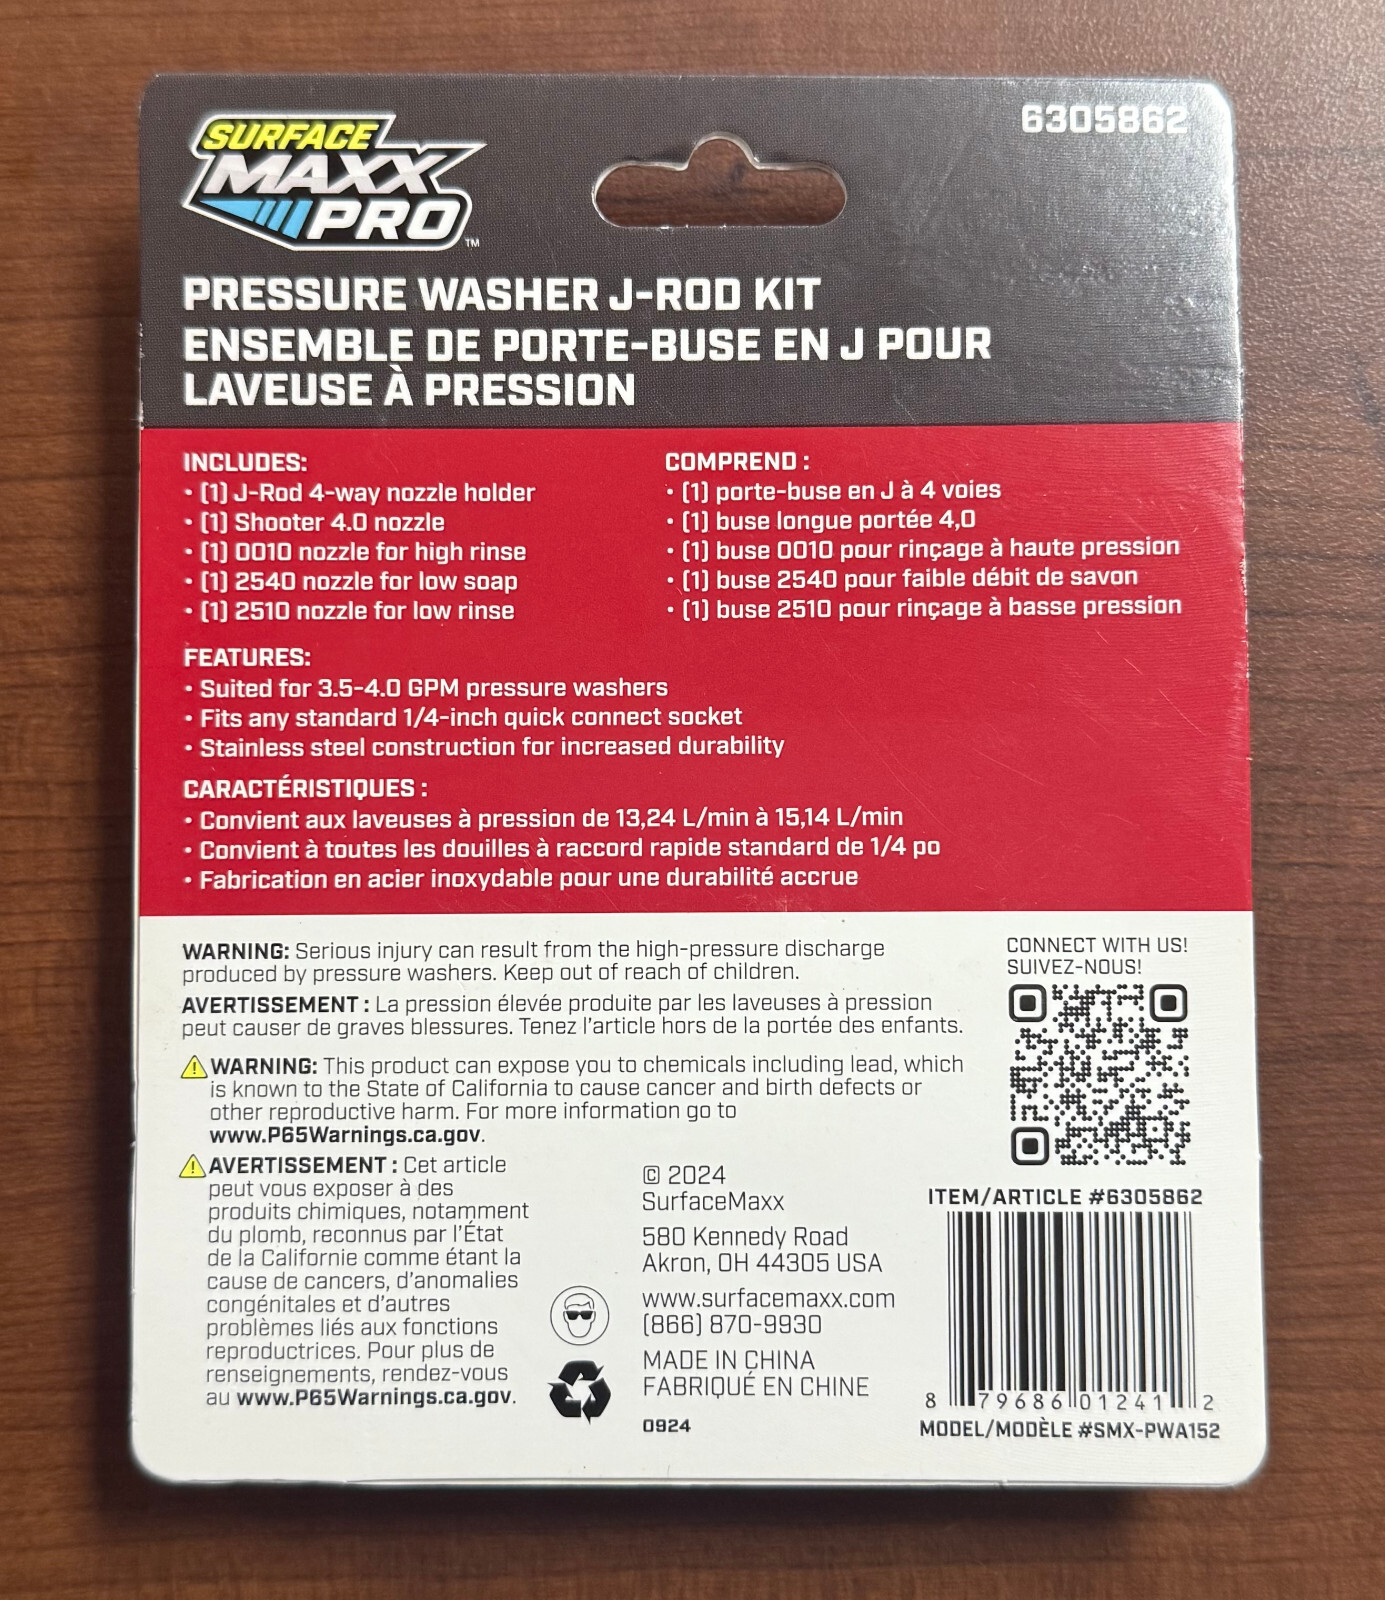 SURFACE
MAXX
PRO™
6305862
PRESSURE WASHER J-ROD KIT
ENSEMBLE DE PORTE-BUSE EN J POUR
LAVEUSE À PRESSION
INCLUDES:
• (1) J-Rod 4-way nozzle holder
• (1) Shooter 4.0 nozzle
• (1) 0010 nozzle for high rinse
• (1) 2540 nozzle for low soap
• (1) 2510 nozzle for low rinse
COMPREND :
• (1) porte-buse en J à 4 voies
• (1) buse longue portée 4,0
• (1) buse 0010 pour rinçage à haute pression
• (1) buse 2540 pour faible débit de savon
• (1) buse 2510 pour rinçage à basse pression
FEATURES:
• Suited for 3.5-4.0 GPM pressure washers
• Fits any standard 1/4-inch quick connect socket
• Stainless steel construction for increased durability
CARACTÉRISTIQUES :
• Convient aux laveuses à pression de 13,24 L/min à 15,14 L/min
• Convient à toutes les douilles à raccord rapide standard de 1/4 po
• Fabrication en acier inoxydable pour une durabilité accrue
WARNING: Serious injury can result from the high-pressure discharge
produced by pressure washers. Keep out of reach of children.
AVERTISSEMENT : La pression élevée produite par les laveuses à pression
peut causer de graves blessures. Tenez l'article hors de la portée des enfants.
WARNING: This product can expose you to chemicals including lead, which
is known to the State of California to cause cancer and birth defects or
other reproductive harm. For more information go to
www.P65Warnings.ca.gov.
AVERTISSEMENT : Cet article
peut vous exposer à des
produits chimiques, notamment
du plomb, reconnus par l'État
de la Californie comme étant la
cause de cancers, d'anomalies
congénitales et d'autres
problèmes liés aux fonctions
reproductrices. Pour plus de
renseignements, rendez-vous
au www.P65Warnings.ca.gov.
© 2024
SurfaceMaxx
580 Kennedy Road
Akron, OH 44305 USA
www.surfacemaxx.com
(866) 870-9930
MADE IN CHINA
FABRIQUÉ EN CHINE
0924
CONNECT WITH US!
SUIVEZ-NOUS!
ITEM/ARTICLE #6305862
8 79686 01241 2
MODEL/MODÈLE #SMX-PWA152